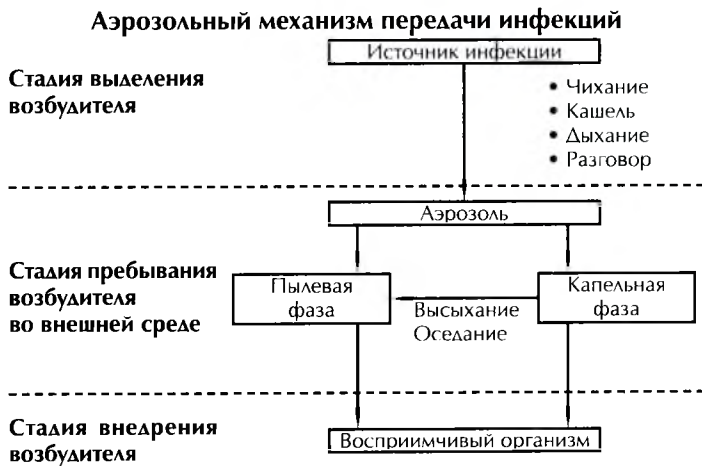 Аэрозольный механизм передачи инфекций
Источник инфекции
Стадия выделения
возбудителя
• Чихание
• Кашель
• Дыхание
• Разговор
Аэрозоль
Стадия пребывания
возбудителя
во внешней среде
Пылевая
фаза
Высыхание
Оседание
Капельная
фаза
Стадия внедрения
возбудителя
Восприимчивый организм